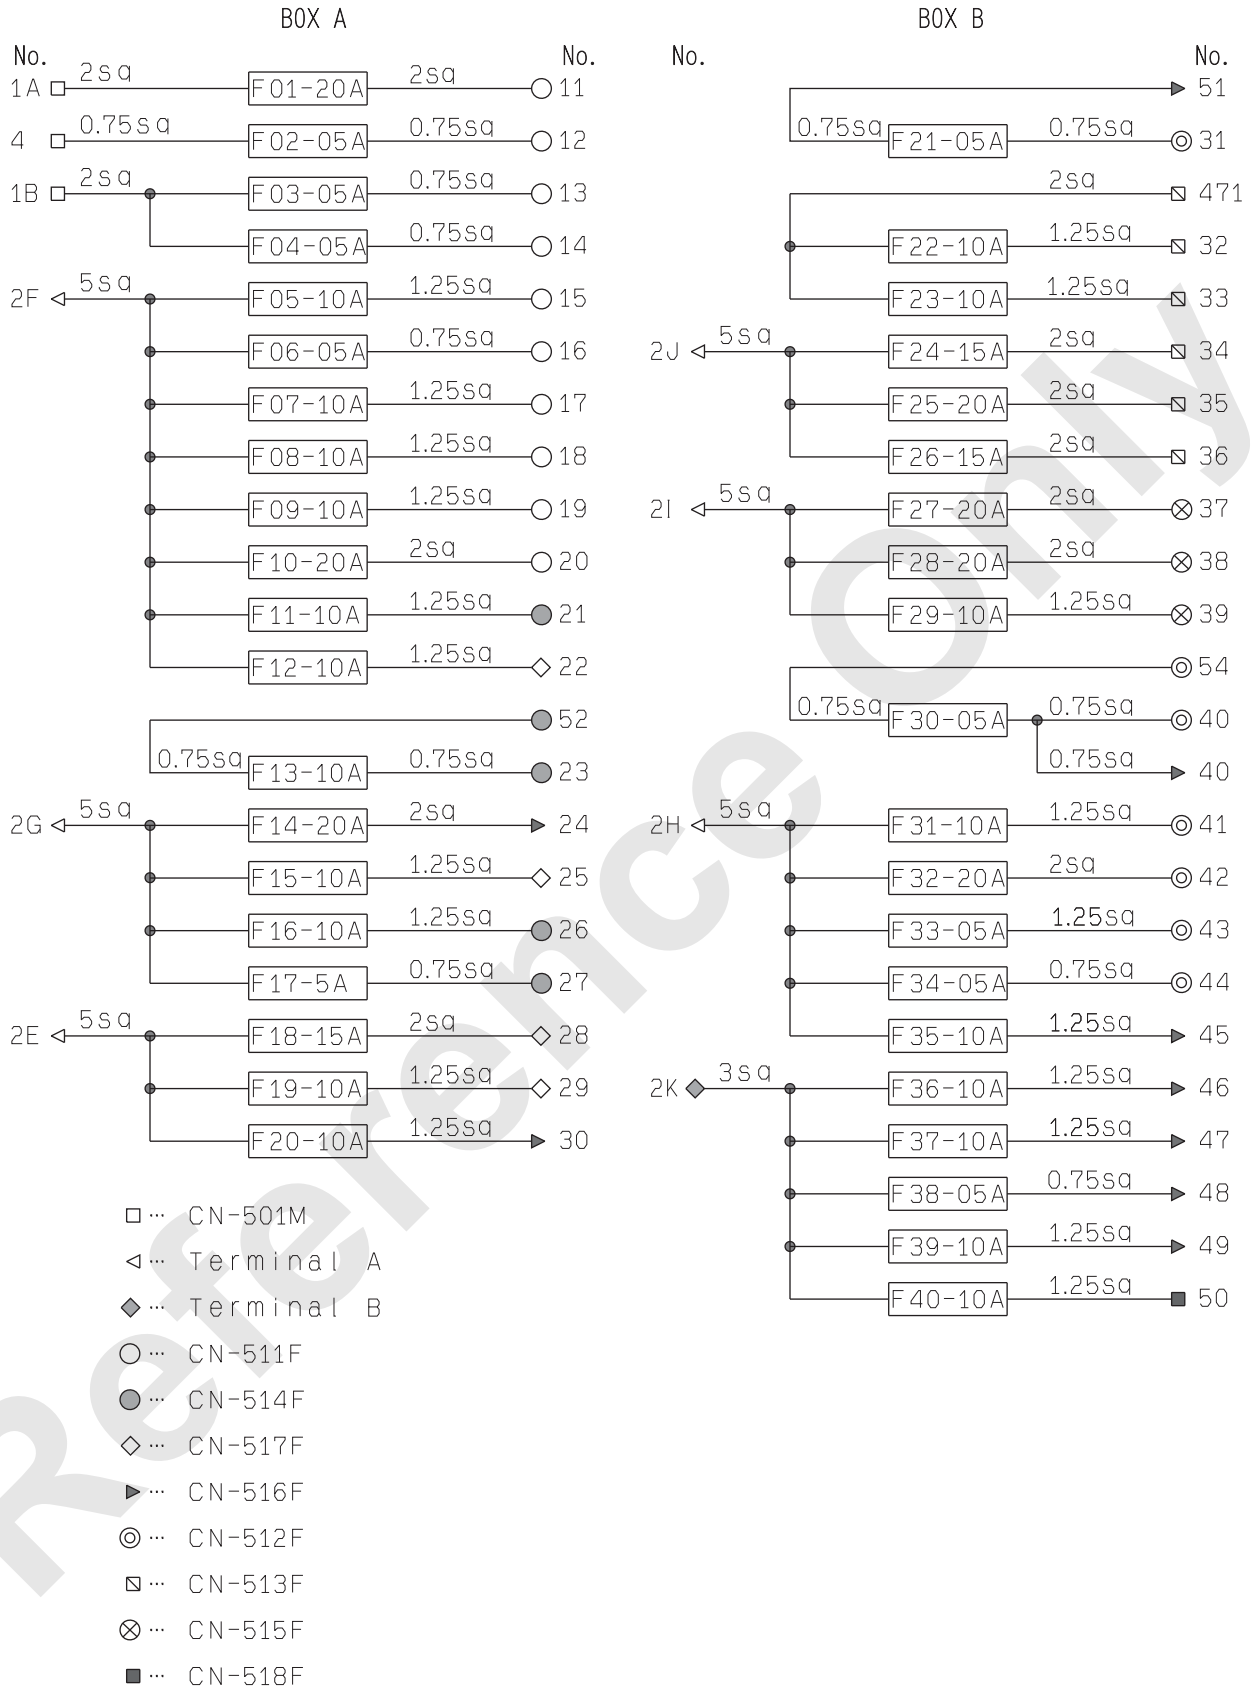 BOX A
No. No.
1A 2sq F01-20A 2sq 11
4 0.75sq F02-05A 0.75sq 12
1B 2sq F03-05A 0.75sq 13
F04-05A 0.75sq 14
2F 5sq F05-10A 1.25sq 15
F06-05A 0.75sq 16
F07-10A 1.25sq 17
F08-10A 1.25sq 18
F09-10A 1.25sq 19
F10-20A 2sq 20
F11-10A 1.25sq 21
F12-10A 1.25sq 22
52
0.75sq F13-10A 0.75sq 23
2G 5sq F14-20A 2sq 24
F15-10A 1.25sq 25
F16-10A 1.25sq 26
F17-5A 0.75sq 27
2E 5sq F18-15A 2sq 28
F19-10A 1.25sq 29
F20-10A 1.25sq 30
BOX B
No. No.
51
0.75sq F21-05A 0.75sq 31
2sq 471
F22-10A 1.25sq 32
F23-10A 1.25sq 33
2J 5sq F24-15A 2sq 34
F25-20A 2sq 35
F26-15A 2sq 36
2I 5sq F27-20A 2sq 37
F28-20A 2sq 38
F29-10A 1.25sq 39
54
0.75sq F30-05A 0.75sq 40
0.75sq 40
2H 5sq F31-10A 1.25sq 41
F32-20A 2sq 42
F33-05A 1.25sq 43
F34-05A 0.75sq 44
F35-10A 1.25sq 45
2K 3sq F36-10A 1.25sq 46
F37-10A 1.25sq 47
F38-05A 0.75sq 48
F39-10A 1.25sq 49
F40-10A 1.25sq 50
… CN-501M
… Terminal A
… Terminal B
… CN-511F
… CN-514F
… CN-517F
… CN-516F
… CN-512F
… CN-513F
… CN-515F
… CN-518F
Reference Only